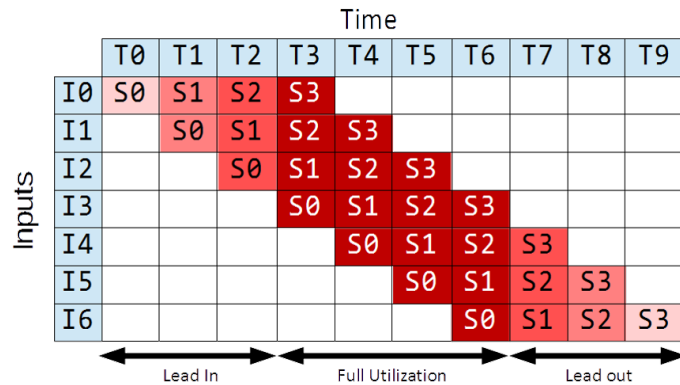 Time
T0 T1 T2 T3 T4 T5 T6 T7 T8 T9
Inputs
I0 S0 S1 S2 S3
I1 S0 S1 S2 S3
I2 S0 S1 S2 S3
I3 S0 S1 S2 S3
I4 S0 S1 S2 S3
I5 S0 S1 S2 S3
I6 S0 S1 S2 S3
Lead In Full Utilization Lead out